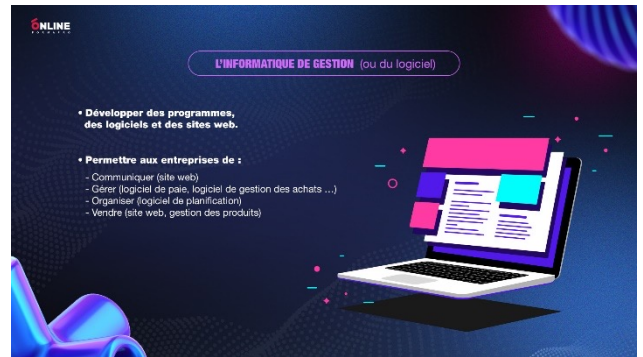 ONLINE
FORMAPRO
L'INFORMATIQUE DE GESTION (ou du logiciel)
• Développer des programmes,
des logiciels et des sites web.
• Permettre aux entreprises de :
- Communiquer (site web)
- Gérer (logiciel de paie, logiciel de gestion des achats ...)
- Organiser (logiciel de planification)
- Vendre (site web, gestion des produits)